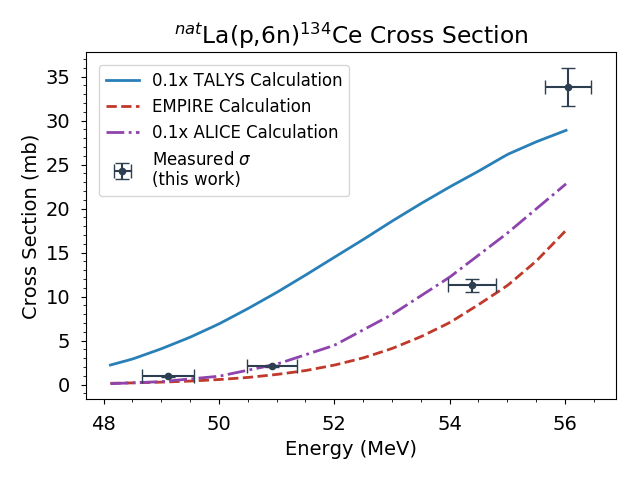 ⁿᵃᵗLa(p,6n)¹³⁴Ce Cross Section
0.1x TALYS Calculation
EMPIRE Calculation
0.1x ALICE Calculation
Measured σ
(this work)
Cross Section (mb)
35
30
25
20
15
10
5
0
48 50 52 54 56
Energy (MeV)